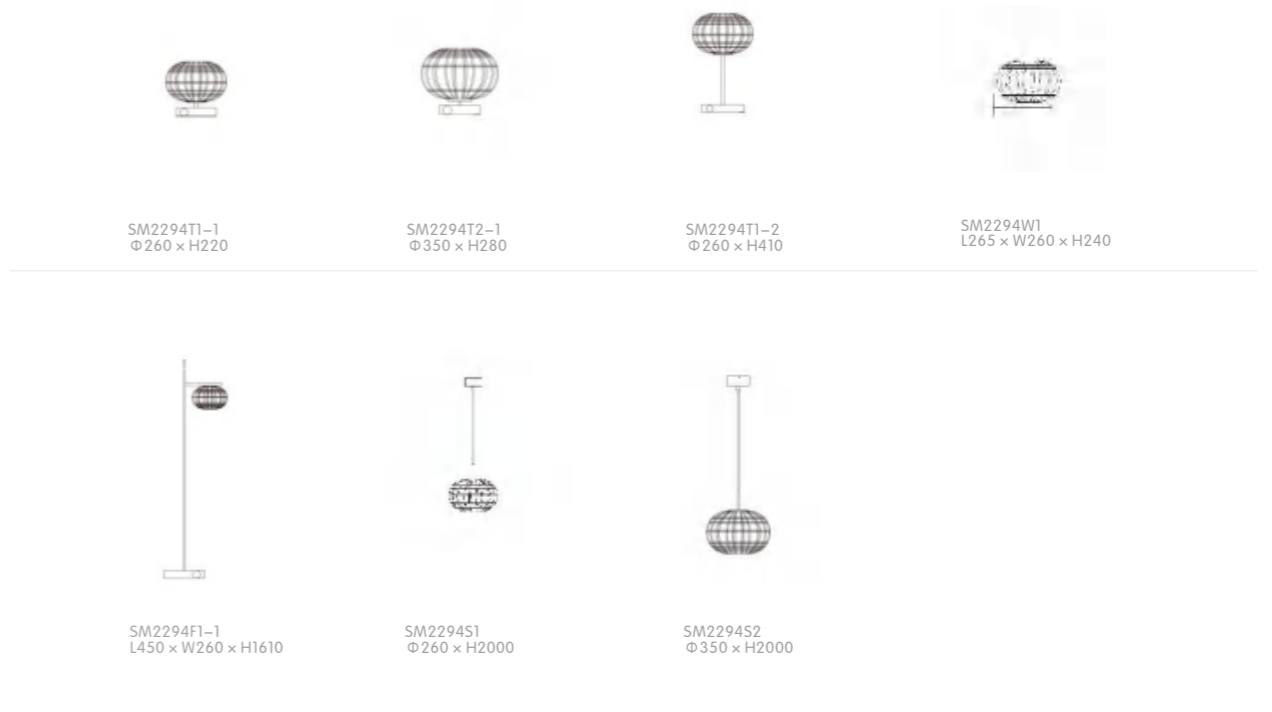 SM2294T1–1
Φ260 × H220
SM2294T2–1
Φ350 × H280
SM2294T1–2
Φ260 × H410
SM2294W1
L265 × W260 × H240
SM2294F1–1
L450 × W260 × H1610
SM2294S1
Φ260 × H2000
SM2294S2
Φ350 × H2000